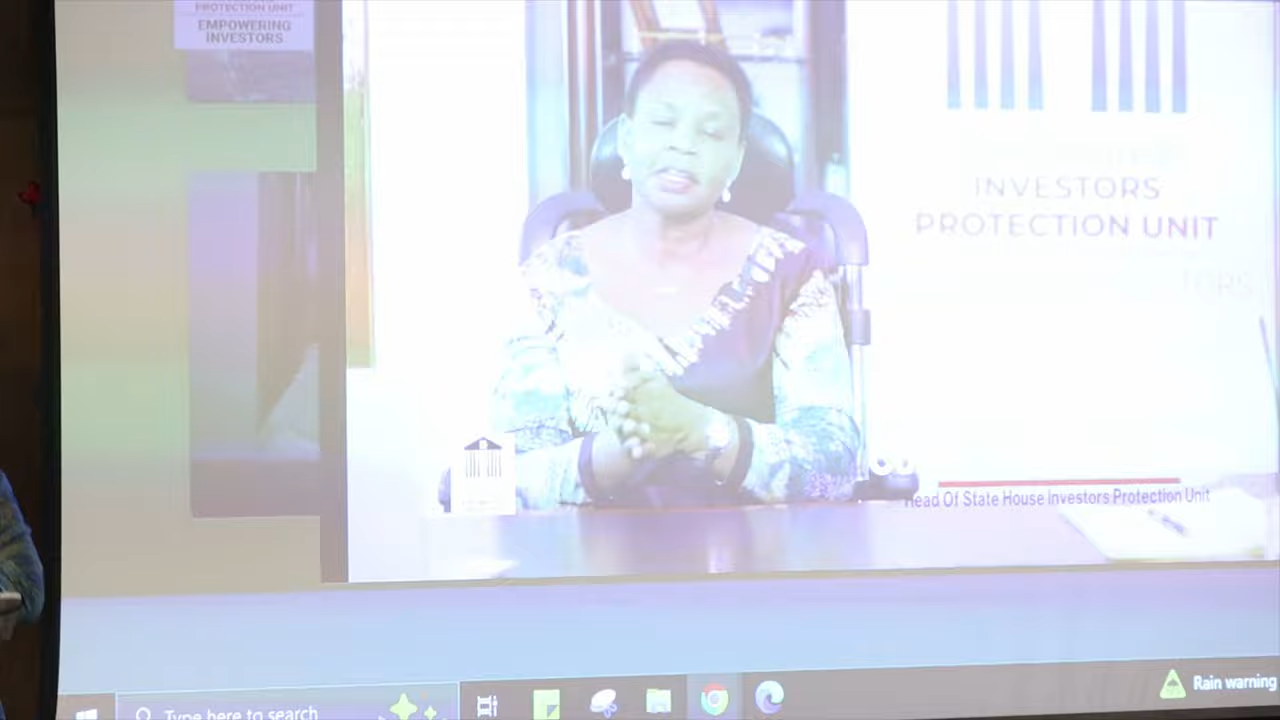 PROTECTION UNIT
EMPOWERING
INVESTORS
INVESTORS
PROTECTION UNIT
TORS
Head Of State House Investors Protection Unit
Type here to search
Rain warning